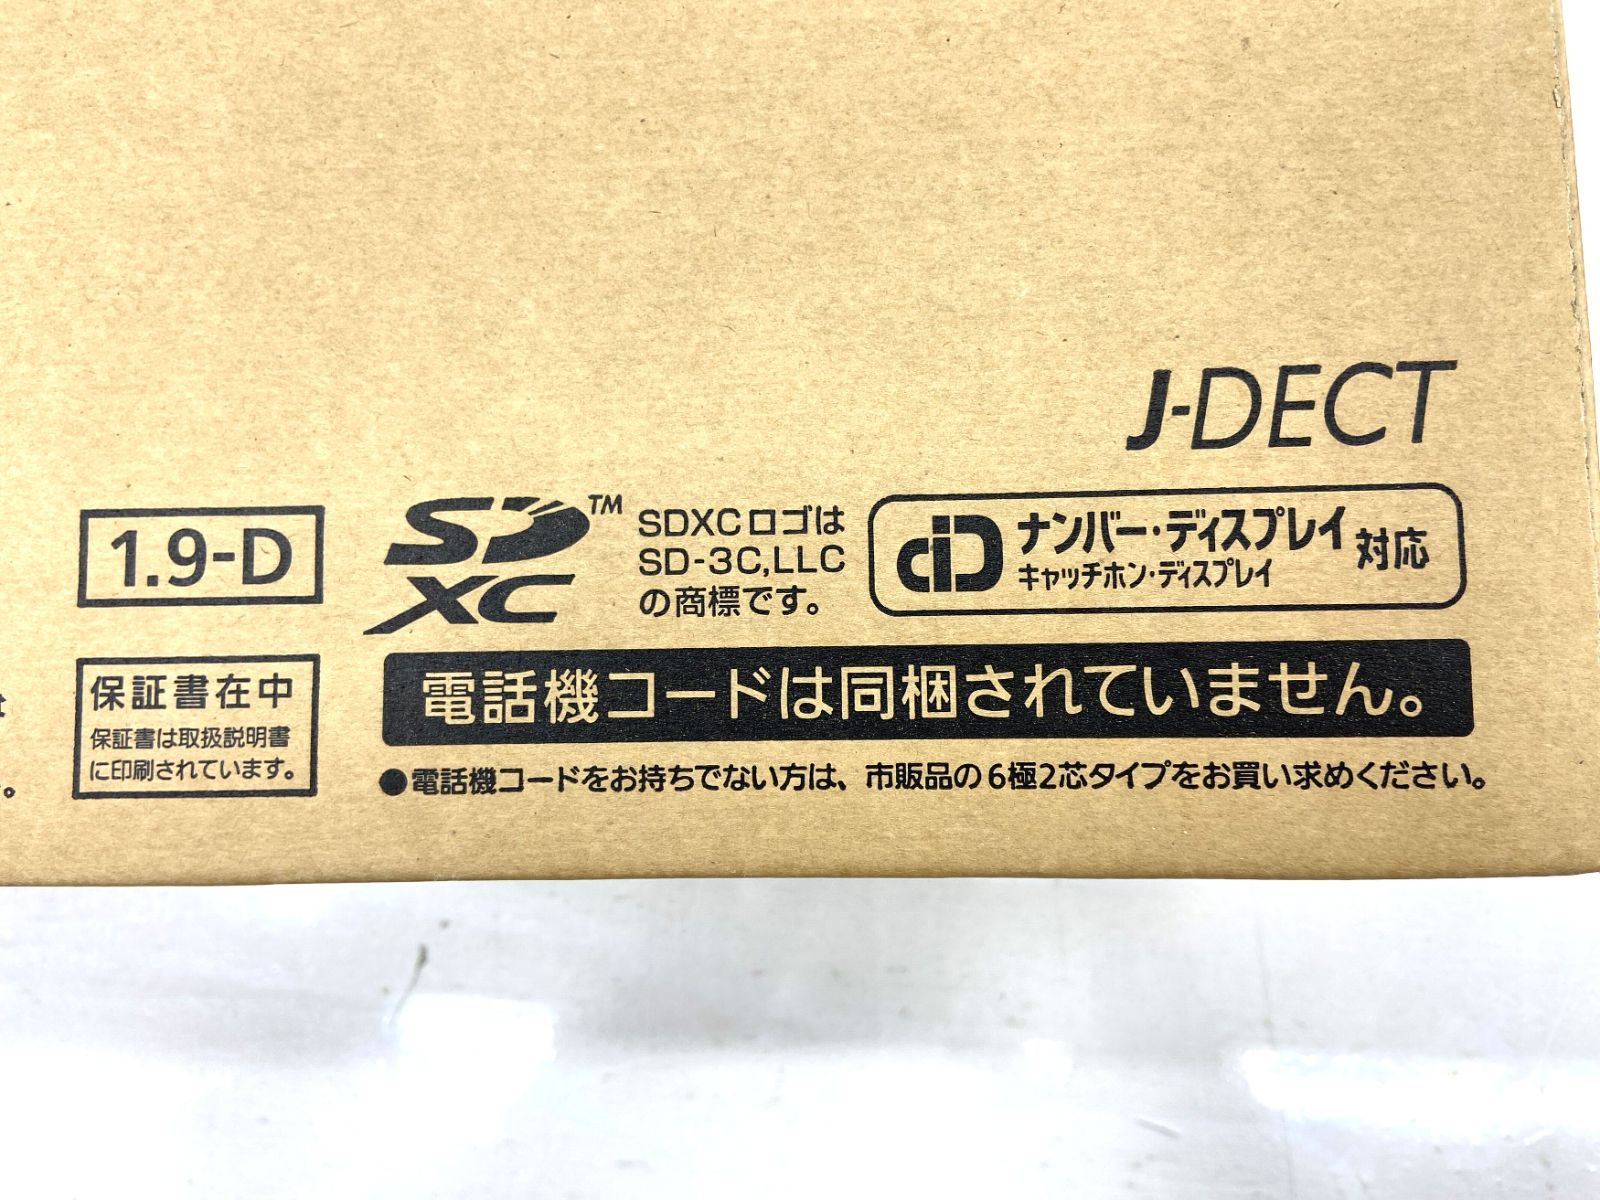 J-DECT
1.9-D
SD XC™
SDXCロゴは
SD-3C,LLC
の商標です。
iD ナンバー・ディスプレイ
キャッチホン・ディスプレイ
対応
保証書在中
保証書は取扱説明書
に印刷されています。
電話機コードは同梱されていません。
●電話機コードをお持ちでない方は、市販品の6極2芯タイプをお買い求めください。